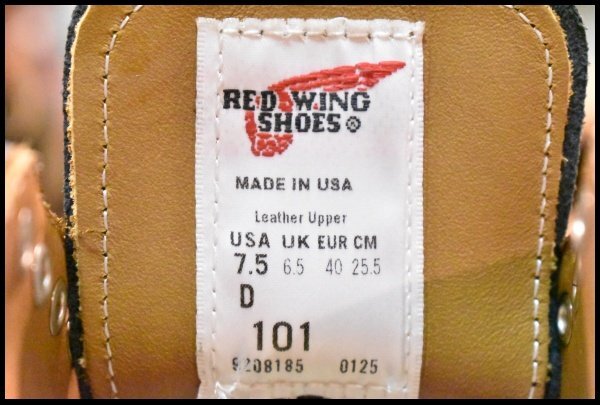 RED WING
SHOES®
MADE IN USA
Leather Upper
USA UK EUR CM
7.5 6.5 40 25.5
D
101
9208185 0125